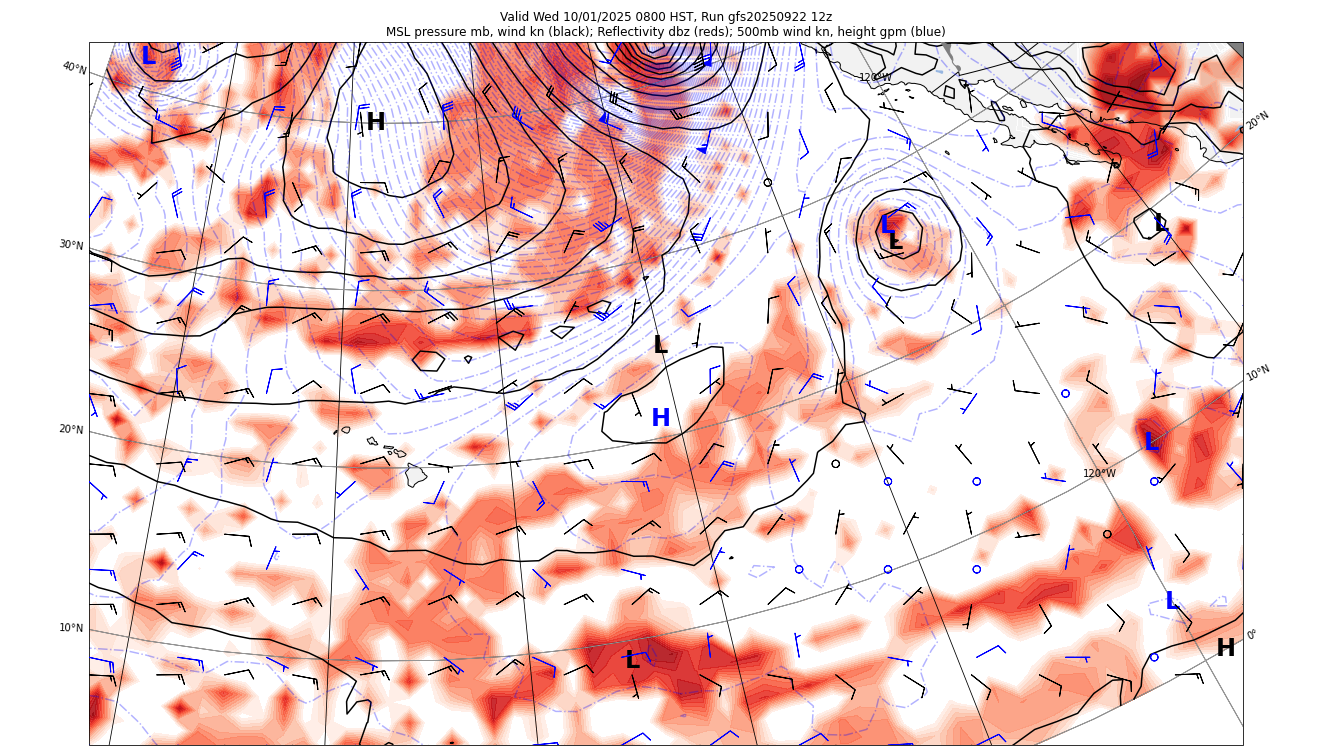 Valid Wed 10/01/2025 0800 HST, Run gfs20250922 12z
MSL pressure mb, wind kn (black); Reflectivity dbz (reds); 500mb wind kn, height gpm (blue)
L
40°N
120°W
H
20°N
L
L
L
30°N
L
10°N
H
20°N
L
120°W
L
10°N
0°
H
L